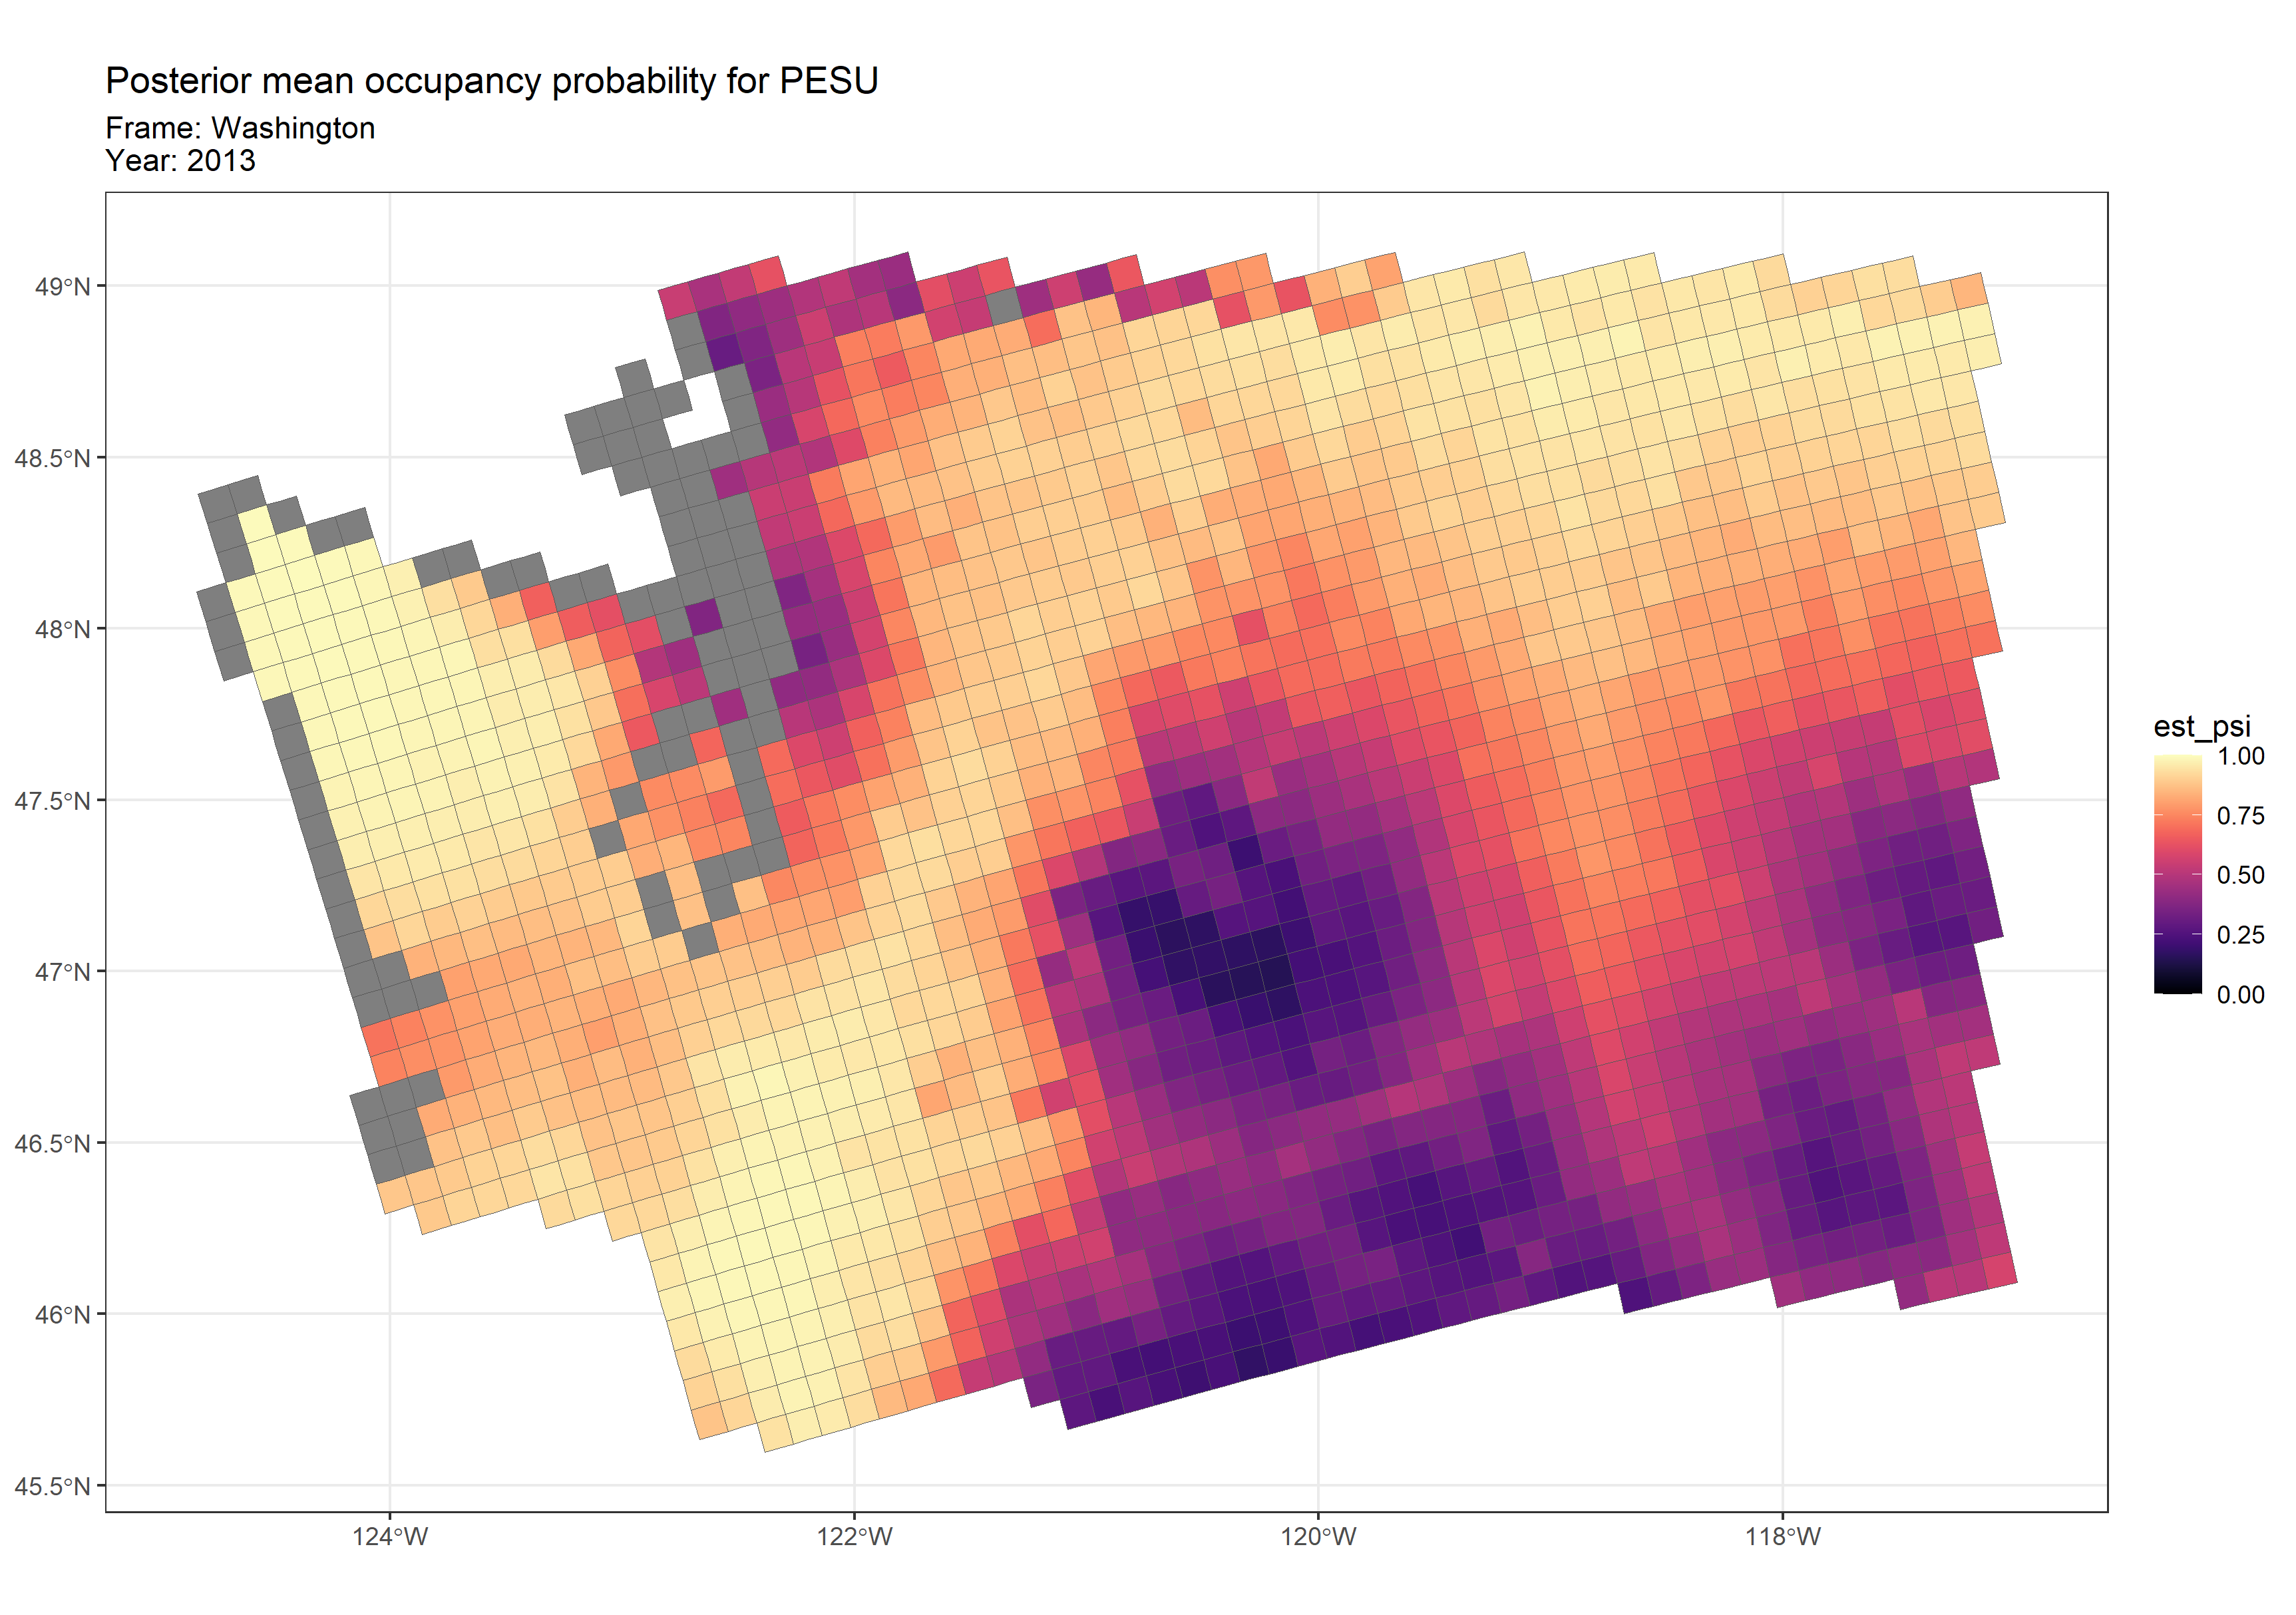 Posterior mean occupancy probability for PESU
Frame: Washington
Year: 2013
49°N
48.5°N
48°N
47.5°N
47°N
46.5°N
46°N
45.5°N
124°W
122°W
120°W
118°W
est_psi
1.00
0.75
0.50
0.25
0.00